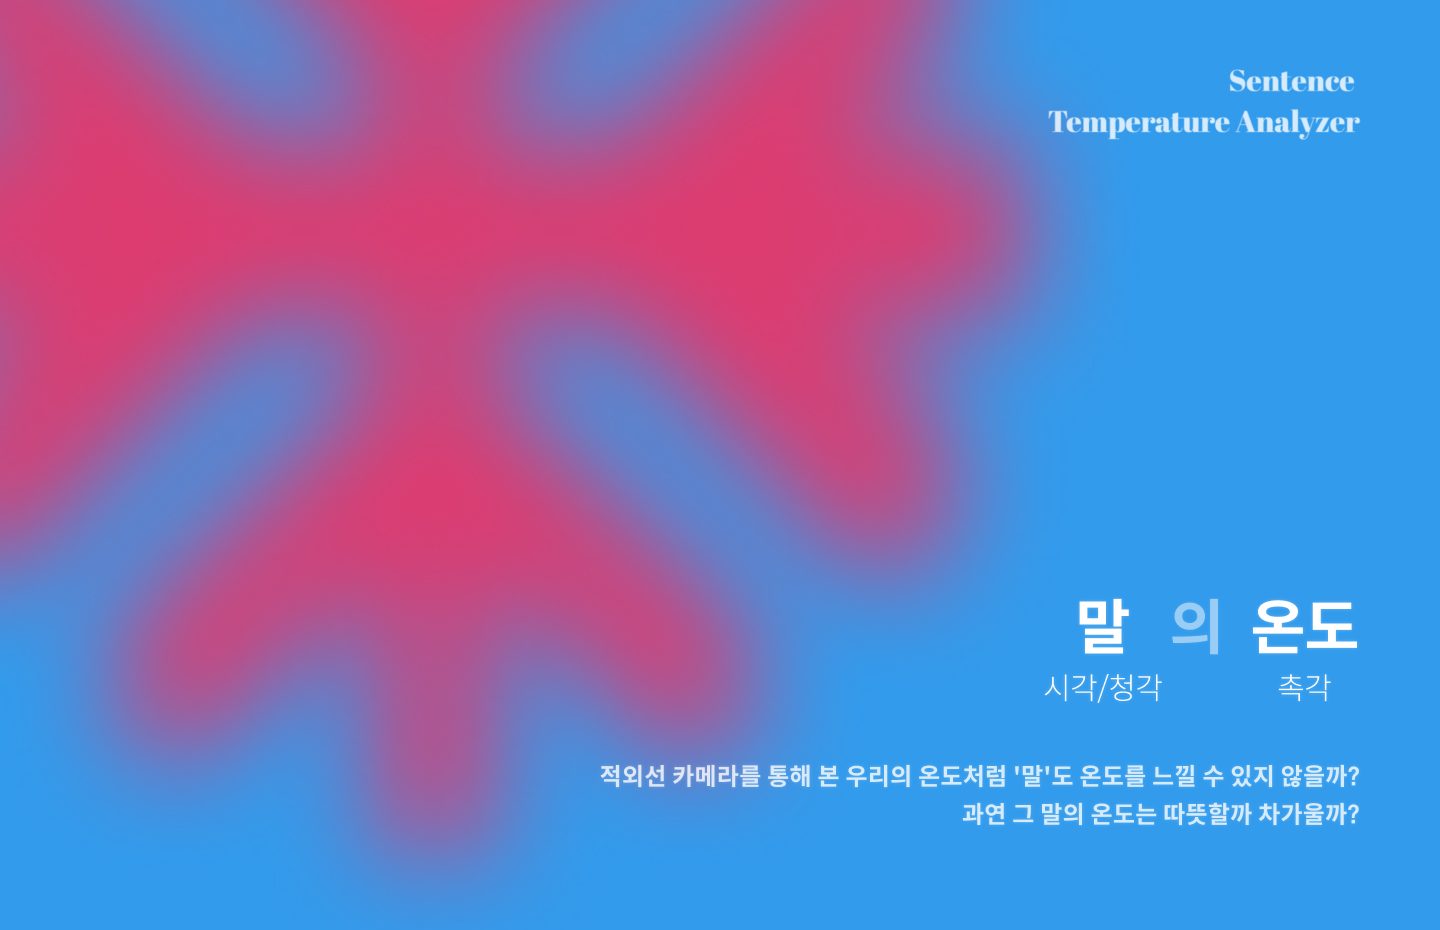 Sentence
Temperature Analyzer
말 의 온도
시각/청각 촉각
적외선 카메라를 통해 본 우리의 온도처럼 '말'도 온도를 느낄 수 있지 않을까?
과연 그 말의 온도는 따뜻할까 차가울까?